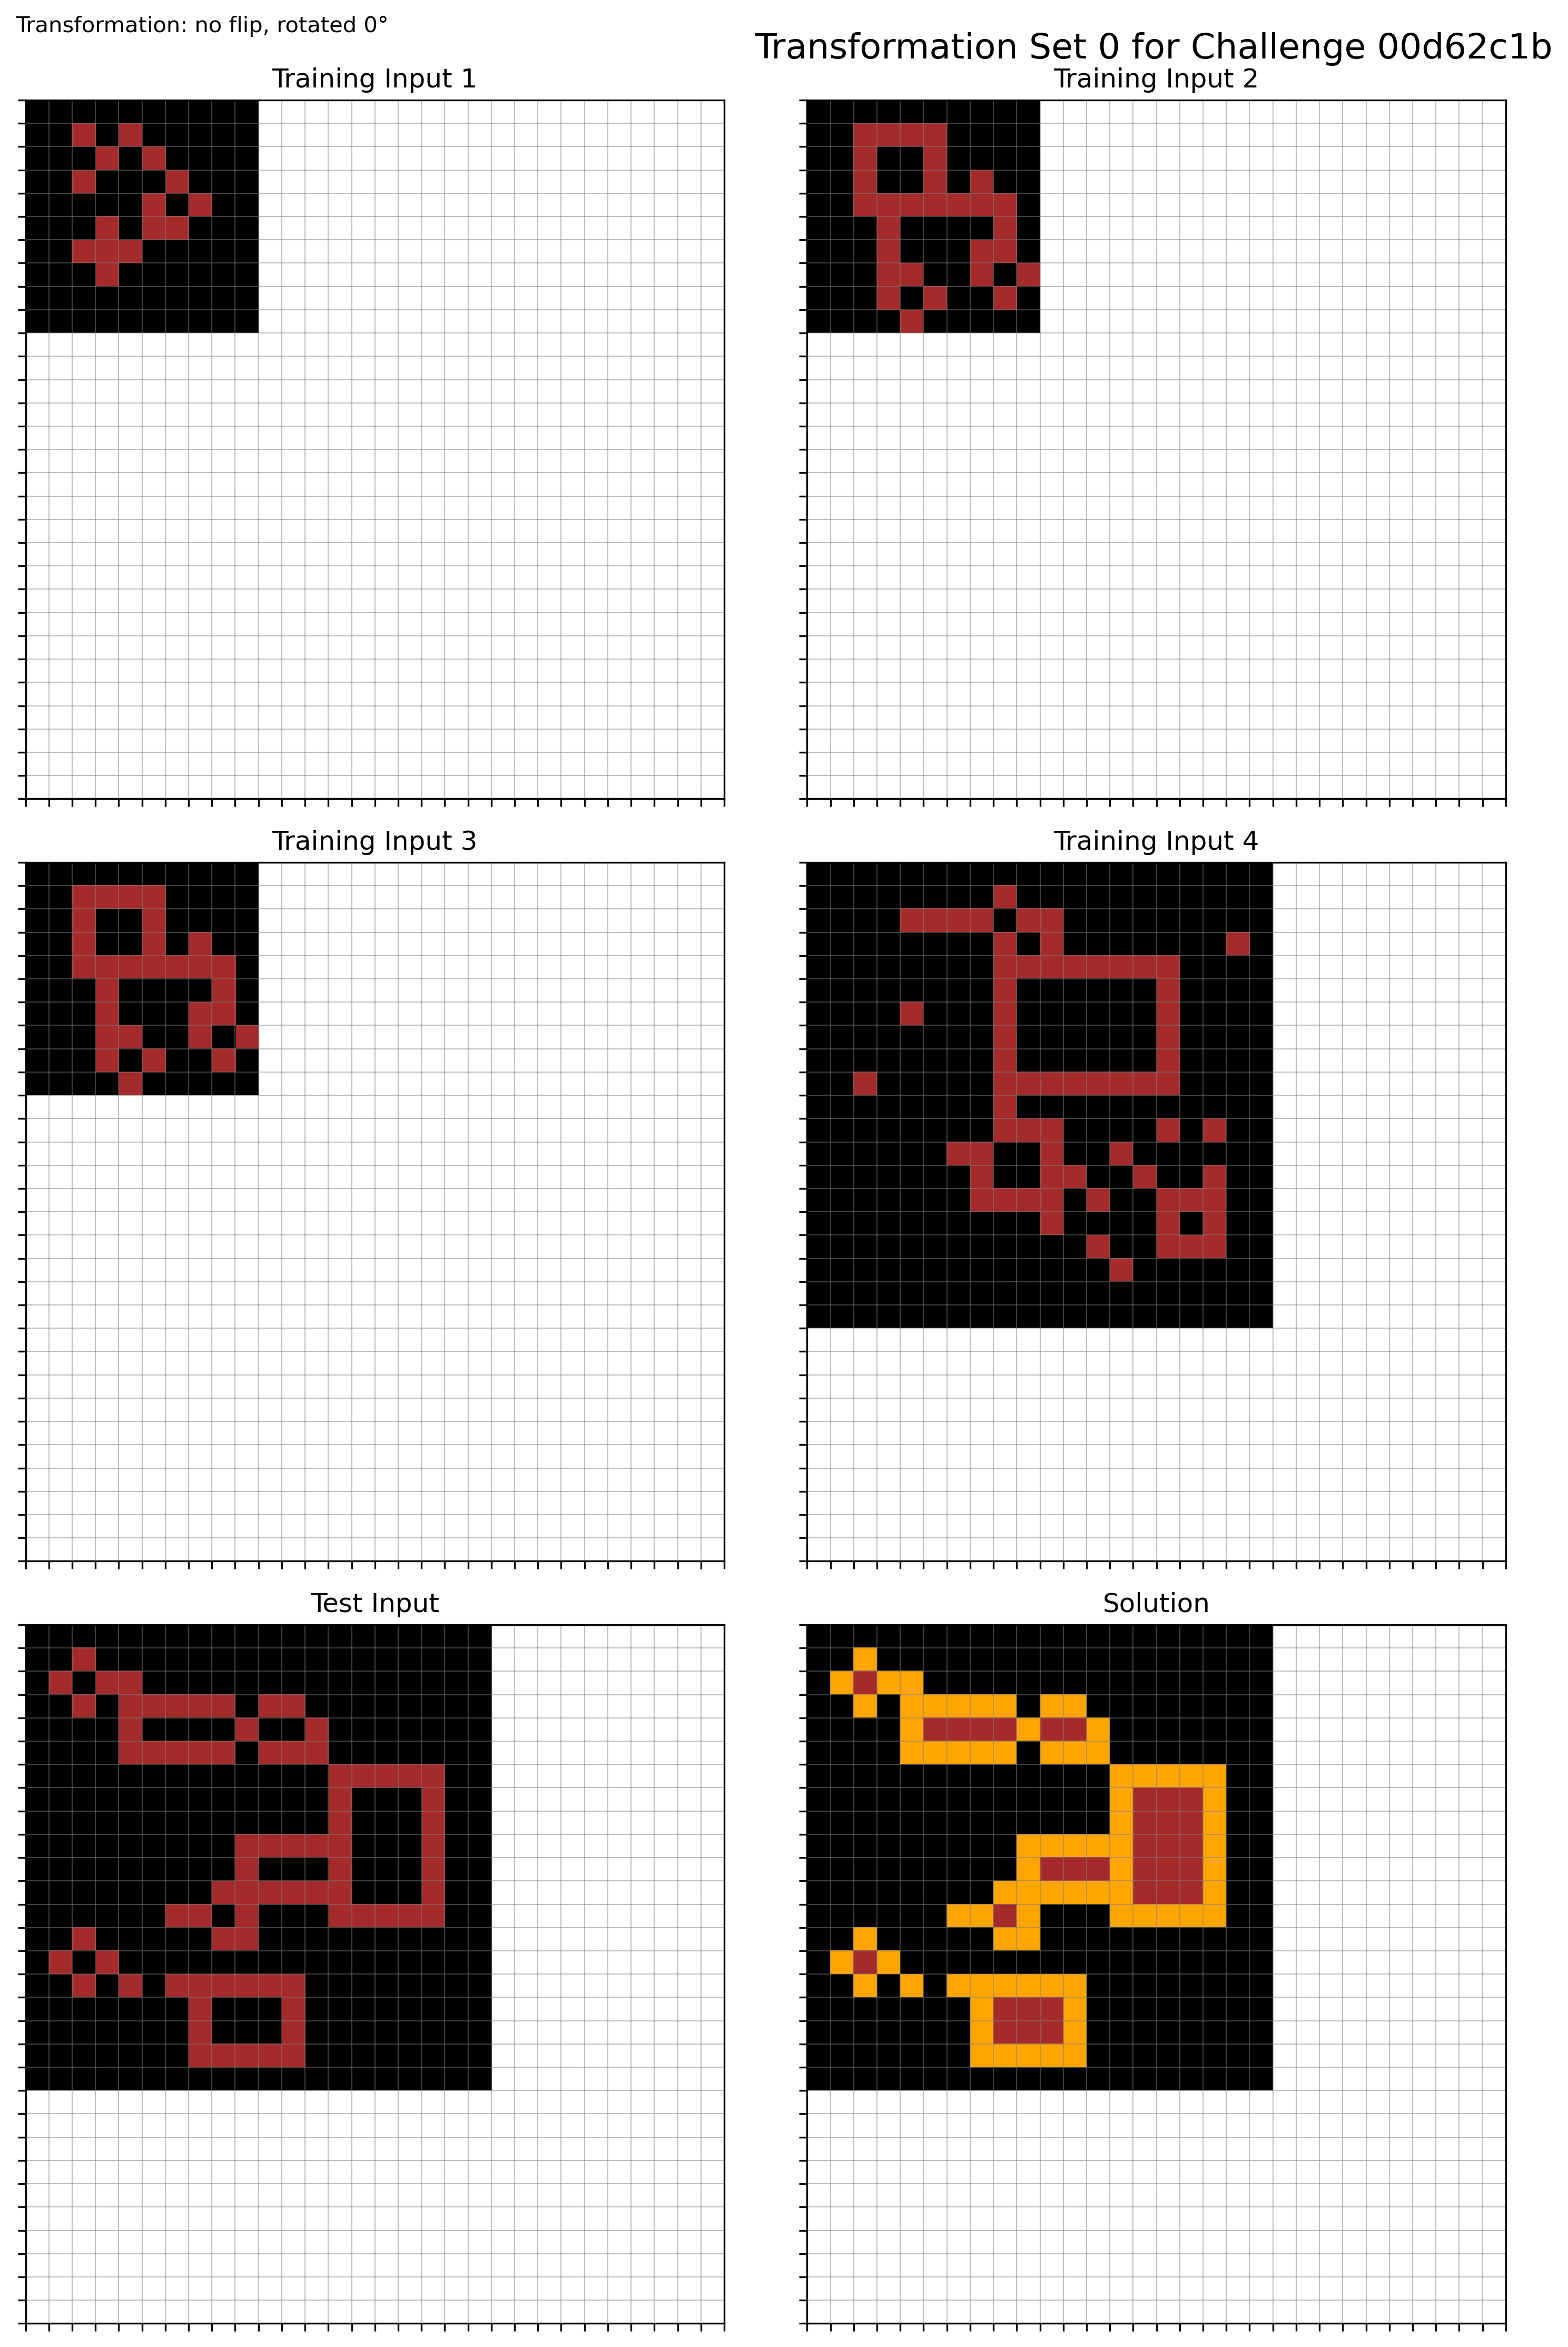 Transformation: no flip, rotated 0°
Transformation Set 0 for Challenge 00d62c1b
Training Input 1
Training Input 2
Training Input 3
Training Input 4
Test Input
Solution